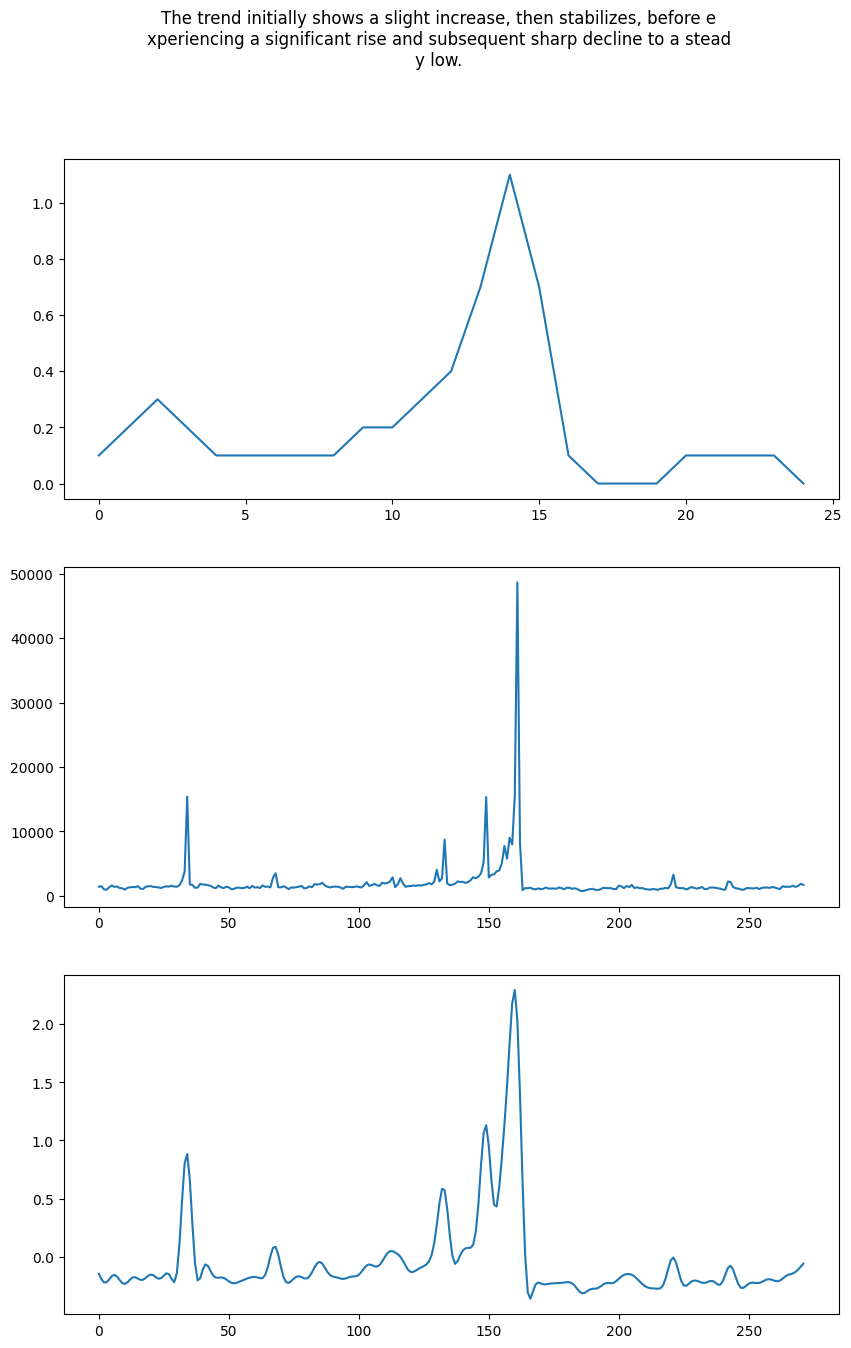 The trend initially shows a slight increase, then stabilizes, before e
xperiencing a significant rise and subsequent sharp decline to a stead
y low.
1.0
0.8
0.6
0.4
0.2
0.0
0 5 10 15 20 25
50000
40000
30000
20000
10000
0
0 50 100 150 200 250
2.0
1.5
1.0
0.5
0.0
0 50 100 150 200 250